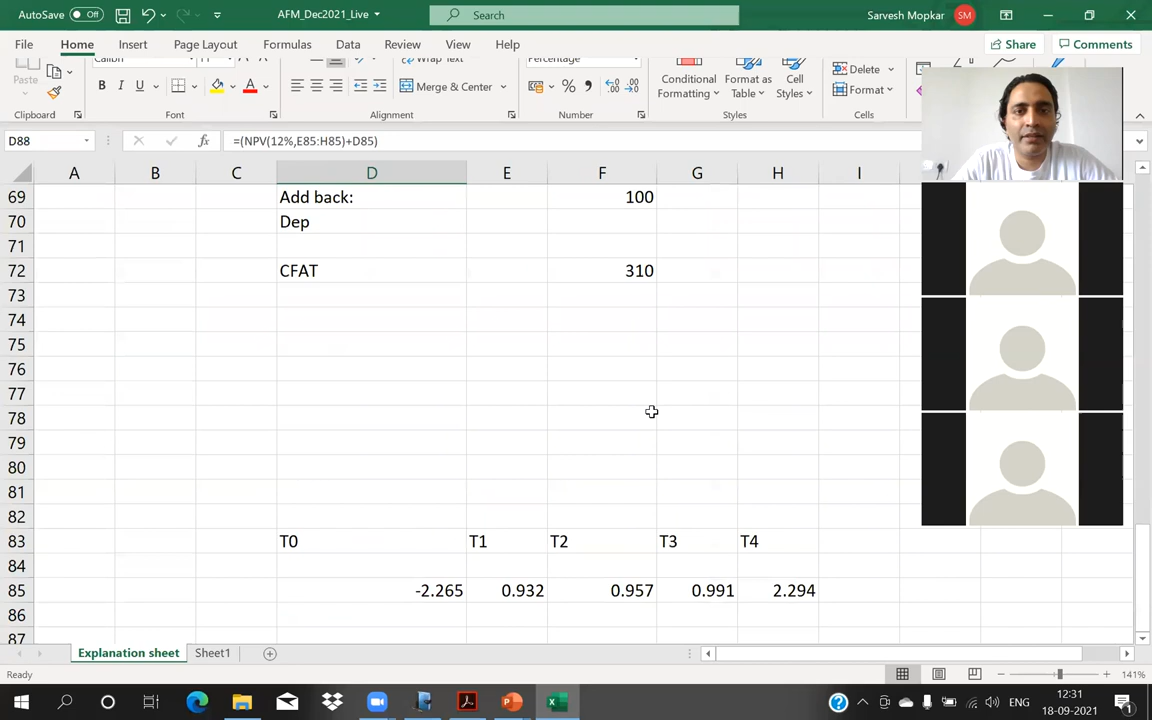 AutoSave Off AFM_Dec2021_Live Search Sarvesh Mopkar SM
File Home Insert Page Layout Formulas Data Review View Help Share Comments
Calibri 11 Wrap Text Percentage
Paste B I U A Merge & Center % Conditional Formatting Format as Table Cell Styles Delete Format
Clipboard Font Alignment Number Styles Cells
D88 fx =(NPV(12%,E85:H85)+D85)
A B C D E F G H I
69 Add back: 100
70 Dep
71
72 CFAT 310
73
74
75
76
77
78
79
80
81
82
83 T0 T1 T2 T3 T4
84
85 -2.265 0.932 0.957 0.991 2.294
86
87
Explanation sheet Sheet1
Ready 141%
ENG 12:31
18-09-2021 1